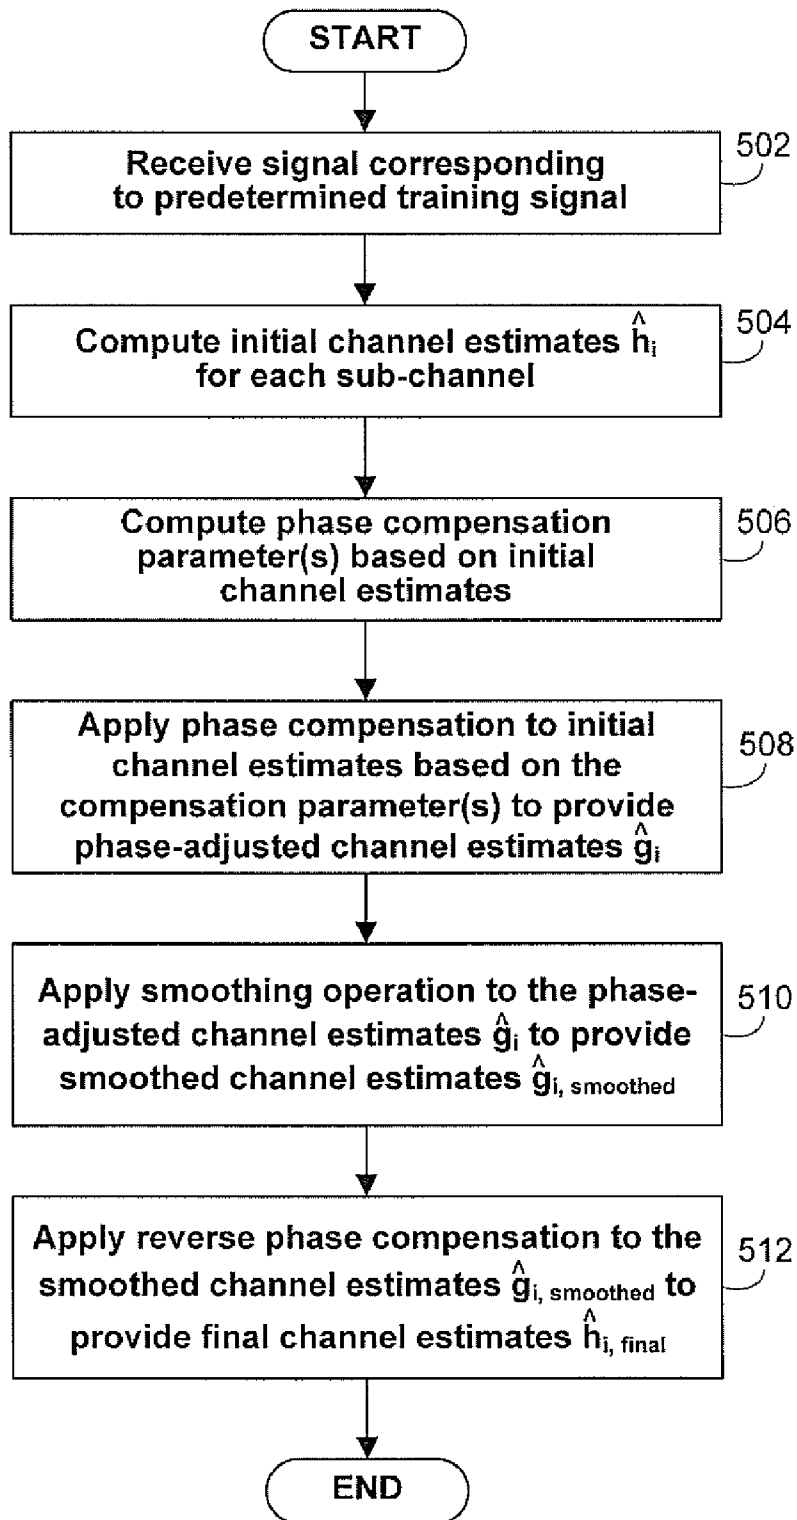 START
502
Receive signal corresponding
to predetermined training signal
504
Compute initial channel estimates ĥi
for each sub-channel
506
Compute phase compensation
parameter(s) based on initial
channel estimates
508
Apply phase compensation to initial
channel estimates based on the
compensation parameter(s) to provide
phase-adjusted channel estimates ĝi
510
Apply smoothing operation to the phase-
adjusted channel estimates ĝi to provide
smoothed channel estimates ĝi, smoothed
512
Apply reverse phase compensation to the
smoothed channel estimates ĝi, smoothed to
provide final channel estimates ĥi, final
END